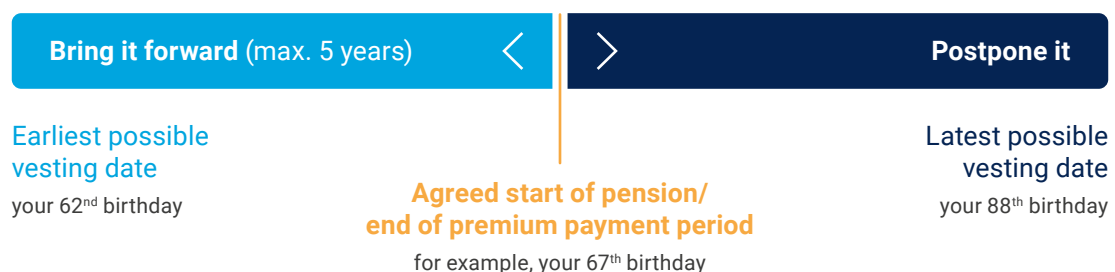 Bring it forward (max. 5 years)
Postpone it
Earliest possible
vesting date
your 62nd birthday
Agreed start of pension/
end of premium payment period
for example, your 67th birthday
Latest possible
vesting date
your 88th birthday